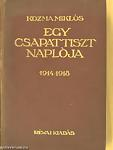 KOZMA MIKLÓS
EGY
CSAPATTISZT
NAPLÓJA
1914-1918
RÉVAI KIADÁS